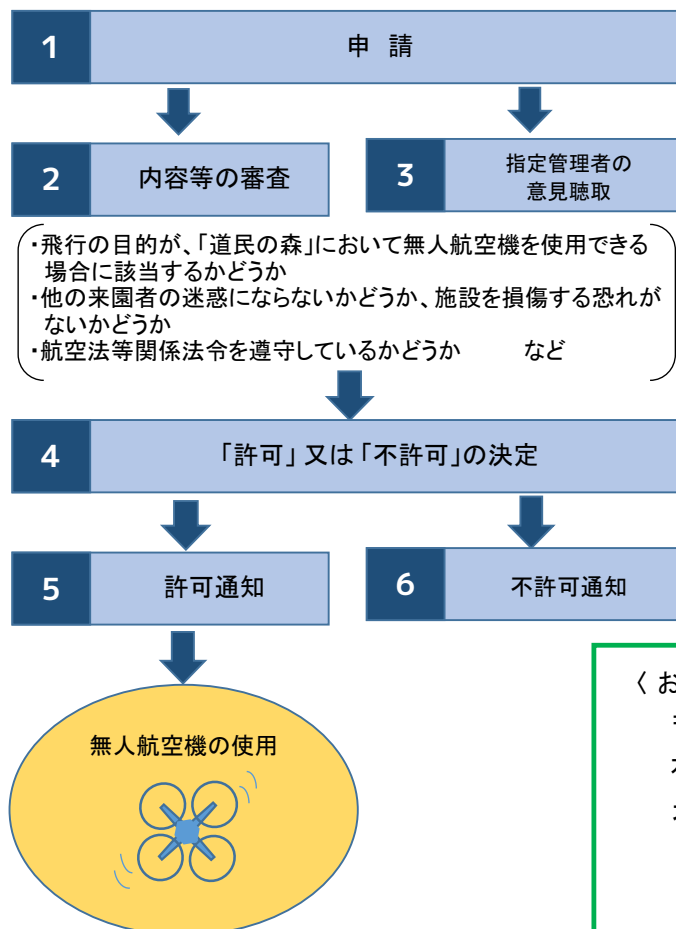 1 申 請
2 内容等の審査
3 指定管理者の
意見聴取
・飛行の目的が、「道民の森」において無人航空機を使用できる
場合に該当するかどうか
・他の来園者の迷惑にならないかどうか、施設を損傷する恐れが
ないかどうか
・航空法等関係法令を遵守しているかどうか など
4 「許可」又は「不許可」の決定
5 許可通知
6 不許可通知
無人航空機の使用
〈 お